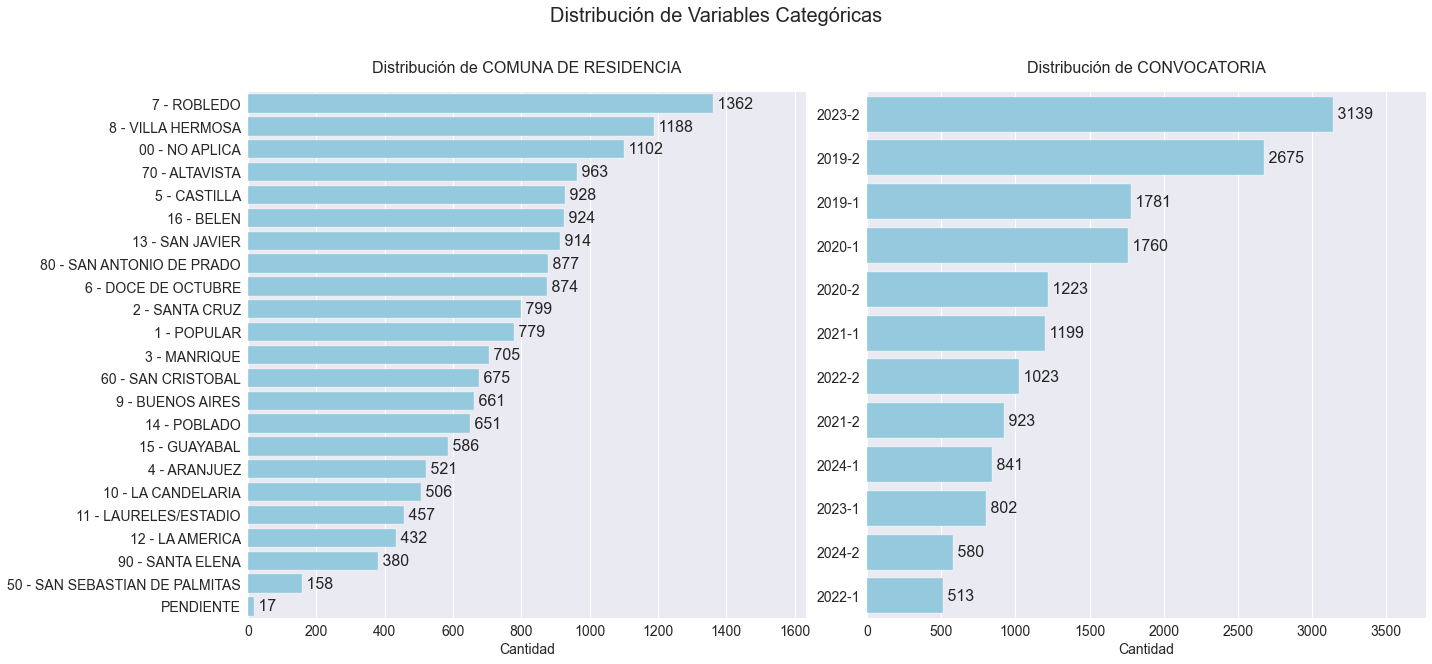 Distribución de Variables Categóricas
Distribución de COMUNA DE RESIDENCIA
7 - ROBLEDO 1362
8 - VILLA HERMOSA 1188
00 - NO APLICA 1102
70 - ALTAVISTA 963
5 - CASTILLA 928
16 - BELEN 924
13 - SAN JAVIER 914
80 - SAN ANTONIO DE PRADO 877
6 - DOCE DE OCTUBRE 874
2 - SANTA CRUZ 799
1 - POPULAR 779
3 - MANRIQUE 705
60 - SAN CRISTOBAL 675
9 - BUENOS AIRES 661
14 - POBLADO 651
15 - GUAYABAL 586
4 - ARANJUEZ 521
10 - LA CANDELARIA 506
11 - LAURELES/ESTADIO 457
12 - LA AMERICA 432
90 - SANTA ELENA 380
50 - SAN SEBASTIAN DE PALMITAS 158
PENDIENTE 17
0 200 400 600 800 1000 1200 1400 1600
Cantidad
Distribución de CONVOCATORIA
2023-2 3139
2019-2 2675
2019-1 1781
2020-1 1760
2020-2 1223
2021-1 1199
2022-2 1023
2021-2 923
2024-1 841
2023-1 802
2024-2 580
2022-1 513
0 500 1000 1500 2000 2500 3000 3500
Cantidad